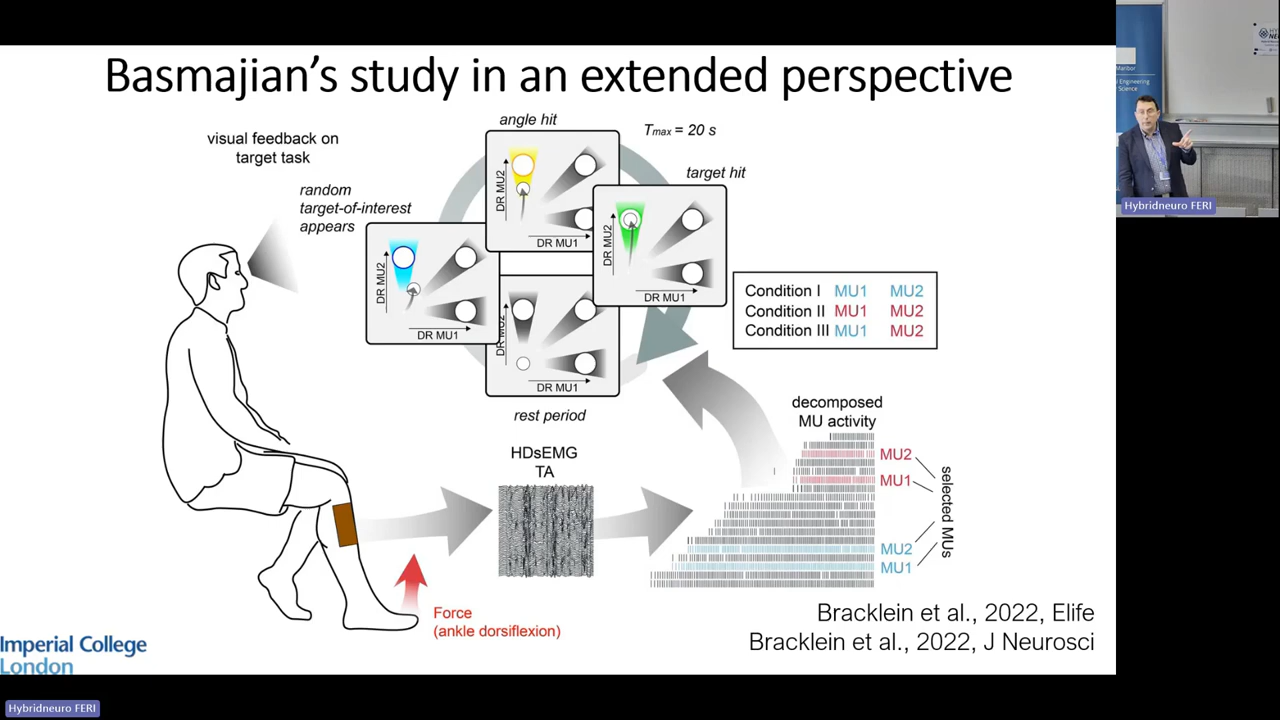 Basmajian's study in an extended perspective
angle hit
Tmax = 20 s
visual feedback on
target task
target hit
random
target-of-interest
appears
DR MU2
DR MU1
DR MU2
DR MU1
DR MU2
DR MU1
DR MU2
DR MU1
rest period
Condition I MU1 MU2
Condition II MU1 MU2
Condition III MU1 MU2
decomposed
MU activity
HDsEMG
TA
MU2
MU1
MU2
MU1
selected MUs
Force
(ankle dorsiflexion)
Bracklein et al., 2022, Elife
Bracklein et al., 2022, J Neurosci
Imperial College
London
Maribor
Engineering
Science
Hybridneuro FERI
Hybridneuro FERI